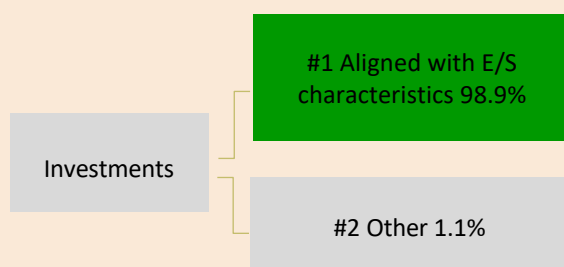 #1 Aligned with E/S
characteristics 98.9%
Investments
#2 Other 1.1%